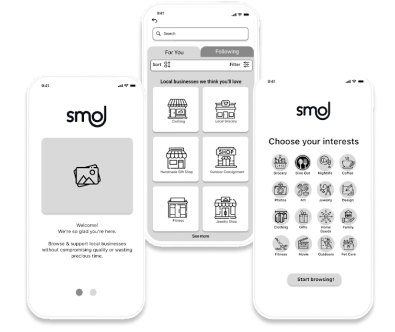 9:41
smol
Welcome!
We're so glad you're here.
Browse & support local businesses
without compromising quality or wasting
precious time.
9:41
Search
For You
Following
Sort
Filter
Local businesses we think you'll love
Clothing
Local Grocery
Handmade Gift Shop
SHOP
Outdoor Consignment
Fitness
Jewelry Shop
See more
9:41
smol
Choose your interests
Grocery
Dine Out
Nightlife
Coffee
Photos
Art
Jewelry
Design
Clothing
Gifts
Home Goods
Family
Fitness
Movie
Outdoors
Pet Care
Start browsing!